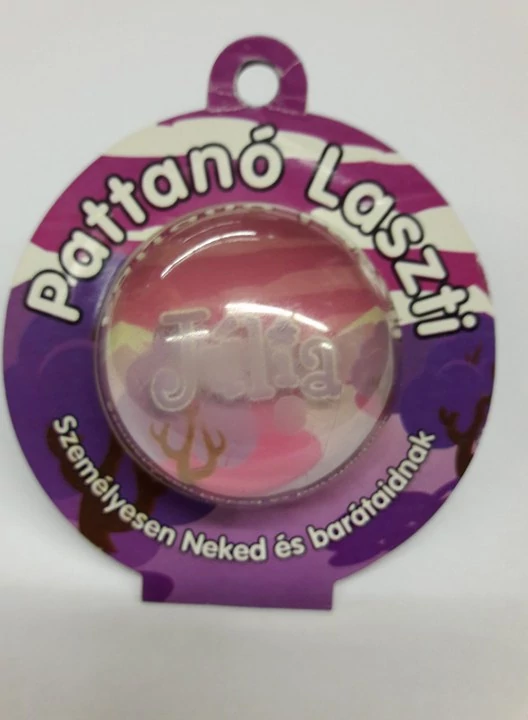 Pattanó Laszti
Júlia
Személyesen Neked és barátaidnak